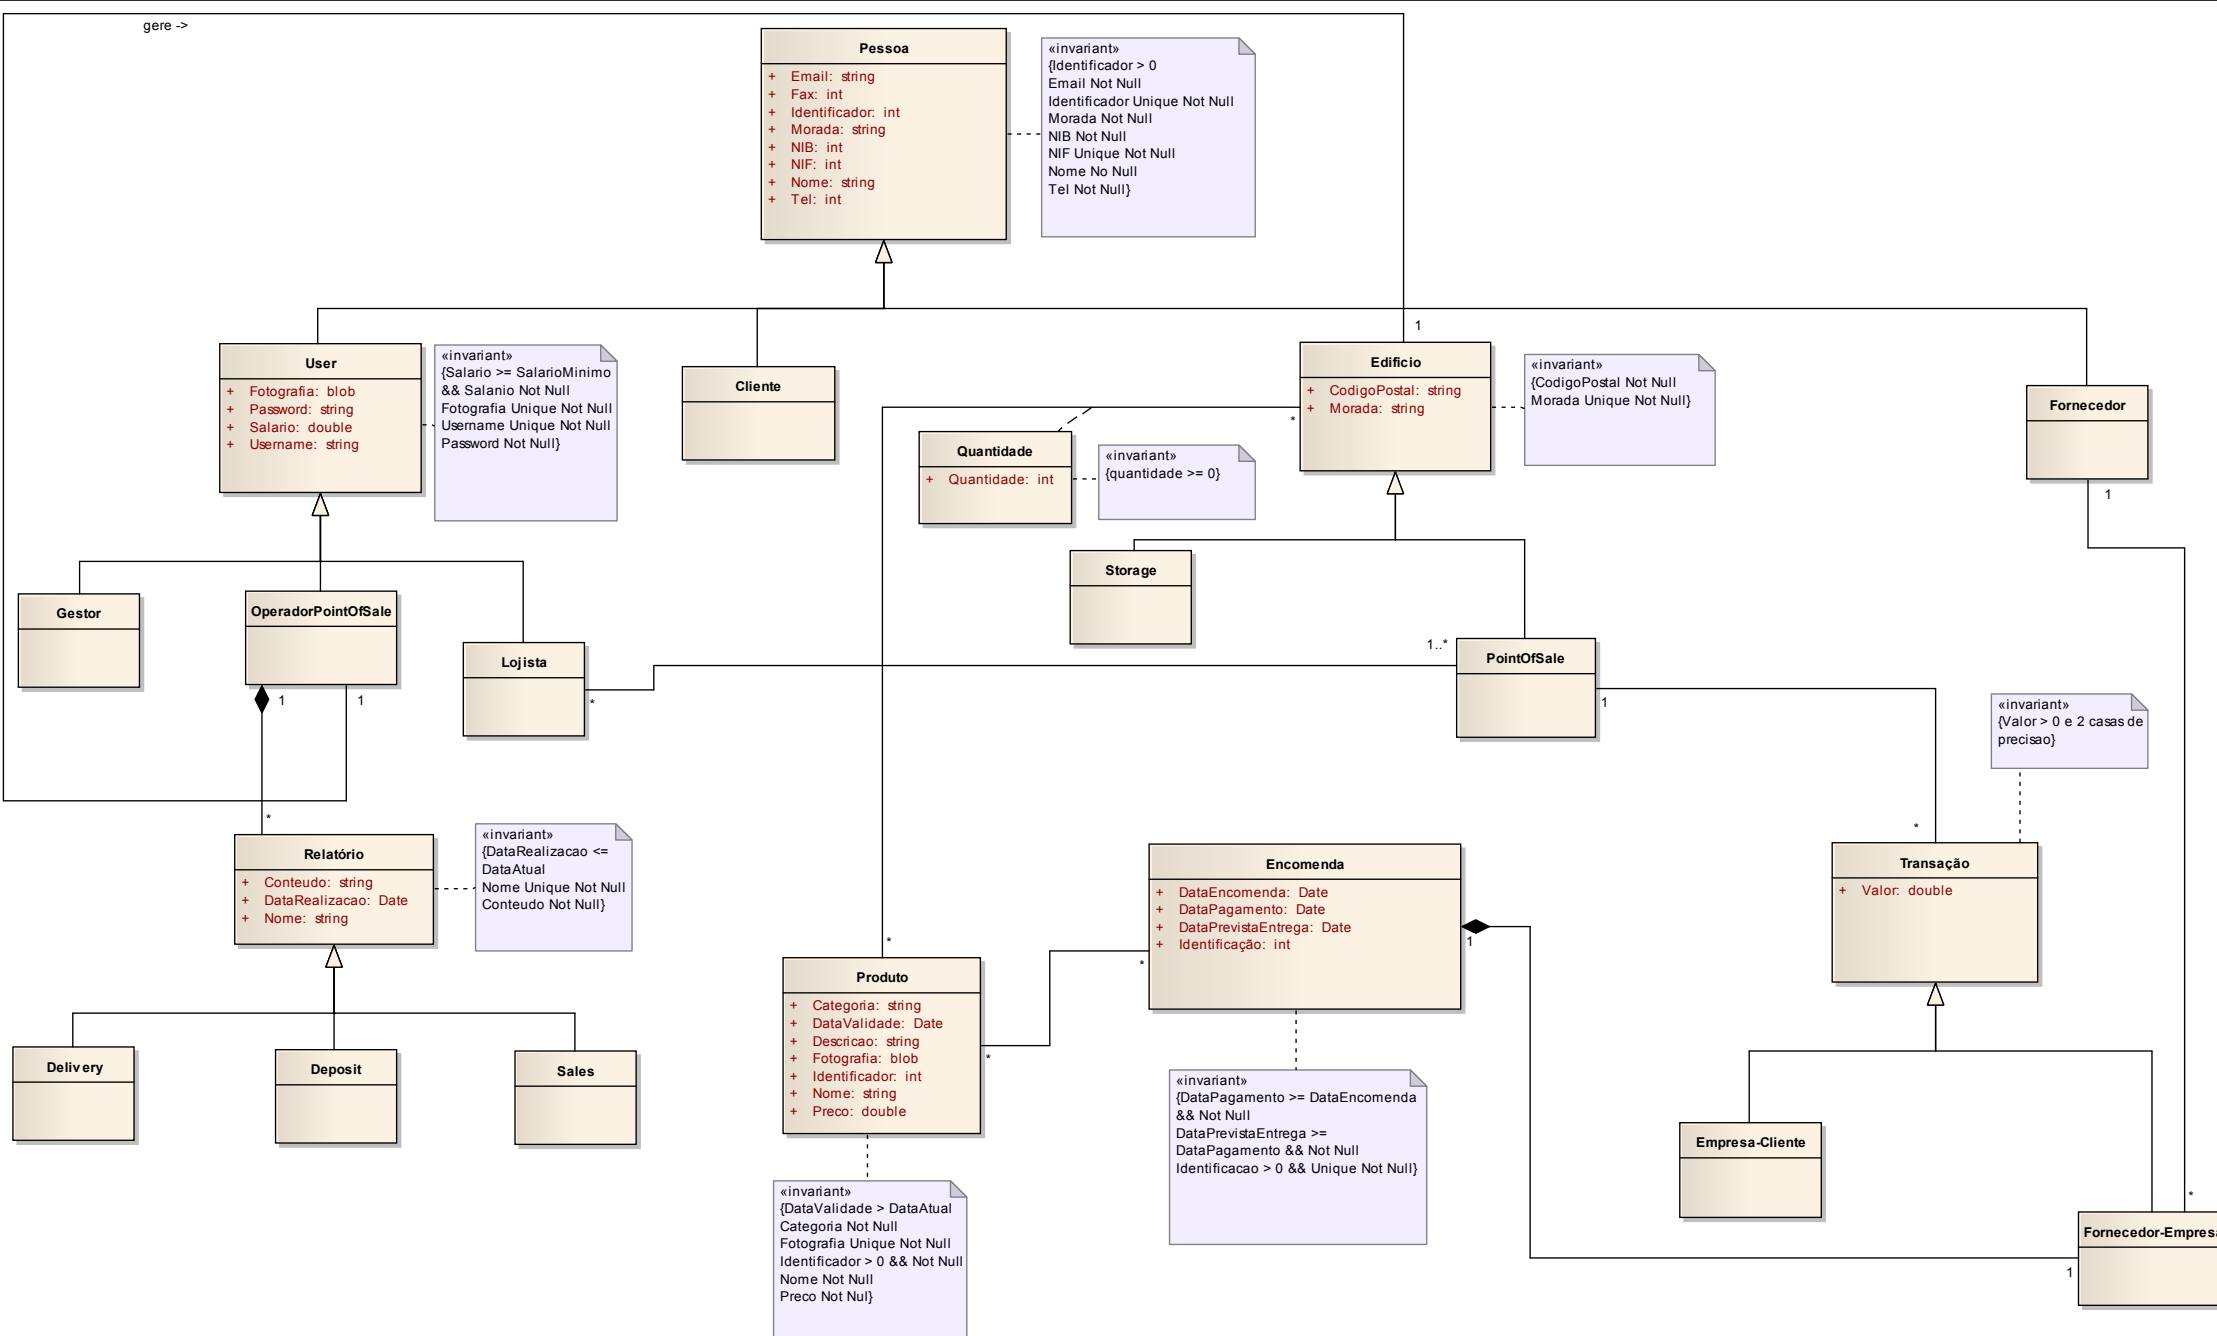 gere ->
Pessoa
+ Email: string
+ Fax: int
+ Identificador: int
+ Morada: string
+ NIB: int
+ NIF: int
+ Nome: string
+ Tel: int
«invariant»
{Identificador > 0
Email Not Null
Identificador Unique Not Null
Morada Not Null
NIB Not Null
NIF Unique Not Null
Nome No Null
Tel Not Null}
1
User
+ Fotografia: blob
+ Password: string
+ Salario: double
+ Username: string
«invariant»
{Salario >= SalarioMinimo
&& Salanio Not Null
Fotografia Unique Not Null
Username Unique Not Null
Password Not Null}
Cliente
Edificio
+ CodigoPostal: string
+ Morada: string
*
«invariant»
{CodigoPostal Not Null
Morada Unique Not Null}
Fornecedor
1
Quantidade
+ Quantidade: int
«invariant»
{quantidade >= 0}
Storage
Gestor
OperadorPointOfSale
1
1
Lojista
*
1..*
PointOfSale
1
«invariant»
{Valor > 0 e 2 casas de
precisao}
*
Relatório
+ Conteudo: string
+ DataRealizacao: Date
+ Nome: string
«invariant»
{DataRealizacao <=
DataAtual
Nome Unique Not Null
Conteudo Not Null}
Encomenda
+ DataEncomenda: Date
+ DataPagamento: Date
+ DataPrevistaEntrega: Date
+ Identificação: int
1
*
*
Transação
+ Valor: double
*
Produto
+ Categoria: string
+ DataValidade: Date
+ Descricao: string
+ Fotografia: blob
+ Identificador: int
+ Nome: string
+ Preco: double
*
Delivery
Deposit
Sales
«invariant»
{DataPagamento >= DataEncomenda
&& Not Null
DataPrevistaEntrega >=
DataPagamento && Not Null
Identificacao > 0 && Unique Not Null}
Empresa-Cliente
«invariant»
{DataValidade > DataAtual
Categoria Not Null
Fotografia Unique Not Null
Identificador > 0 && Not Null
Nome Not Null
Preco Not Nul}
*
Fornecedor-Empresa
1